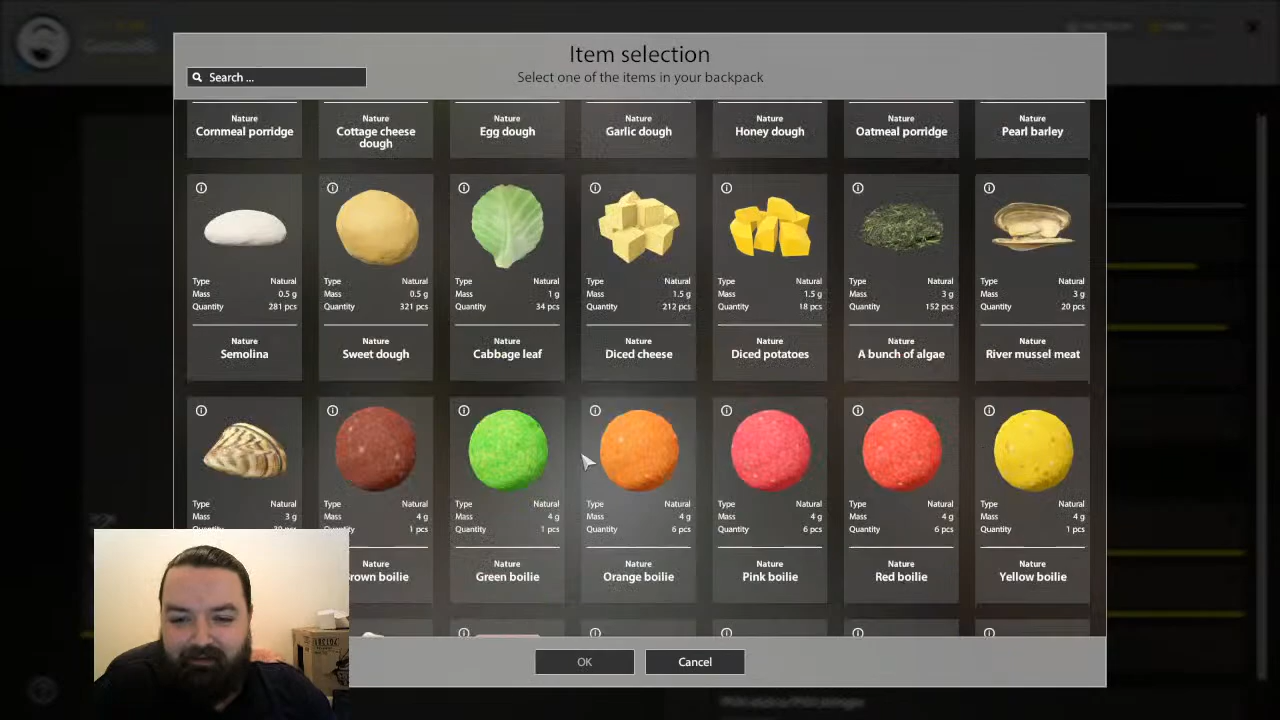 Item selection
Search ...
Select one of the items in your backpack
Nature Nature Nature Nature Nature Nature Nature
Cornmeal porridge Cottage cheese dough Egg dough Garlic dough Honey dough Oatmeal porridge Pearl barley
Type Natural Type Natural Type Natural Type Natural Type Natural Type Natural Type Natural
Mass 0.5 g Mass 0.5 g Mass 1 g Mass 1.5 g Mass 1.5 g Mass 3 g Mass 3 g
Quantity 281 pcs Quantity 321 pcs Quantity 34 pcs Quantity 212 pcs Quantity 18 pcs Quantity 152 pcs Quantity 20 pcs
Nature Nature Nature Nature Nature Nature Nature
Semolina Sweet dough Cabbage leaf Diced cheese Diced potatoes A bunch of algae River mussel meat
Type Natural Type Natural Type Natural Type Natural Type Natural Type Natural Type Natural
Mass 3 g Mass 4 g Mass 4 g Mass 4 g Mass 4 g Mass 4 g Mass 4 g
Quantity pcs Quantity 1 pcs Quantity 1 pcs Quantity 6 pcs Quantity 6 pcs Quantity 6 pcs Quantity 1 pcs
Nature Nature Nature Nature Nature Nature
Brown boilie Green boilie Orange boilie Pink boilie Red boilie Yellow boilie
OK Cancel